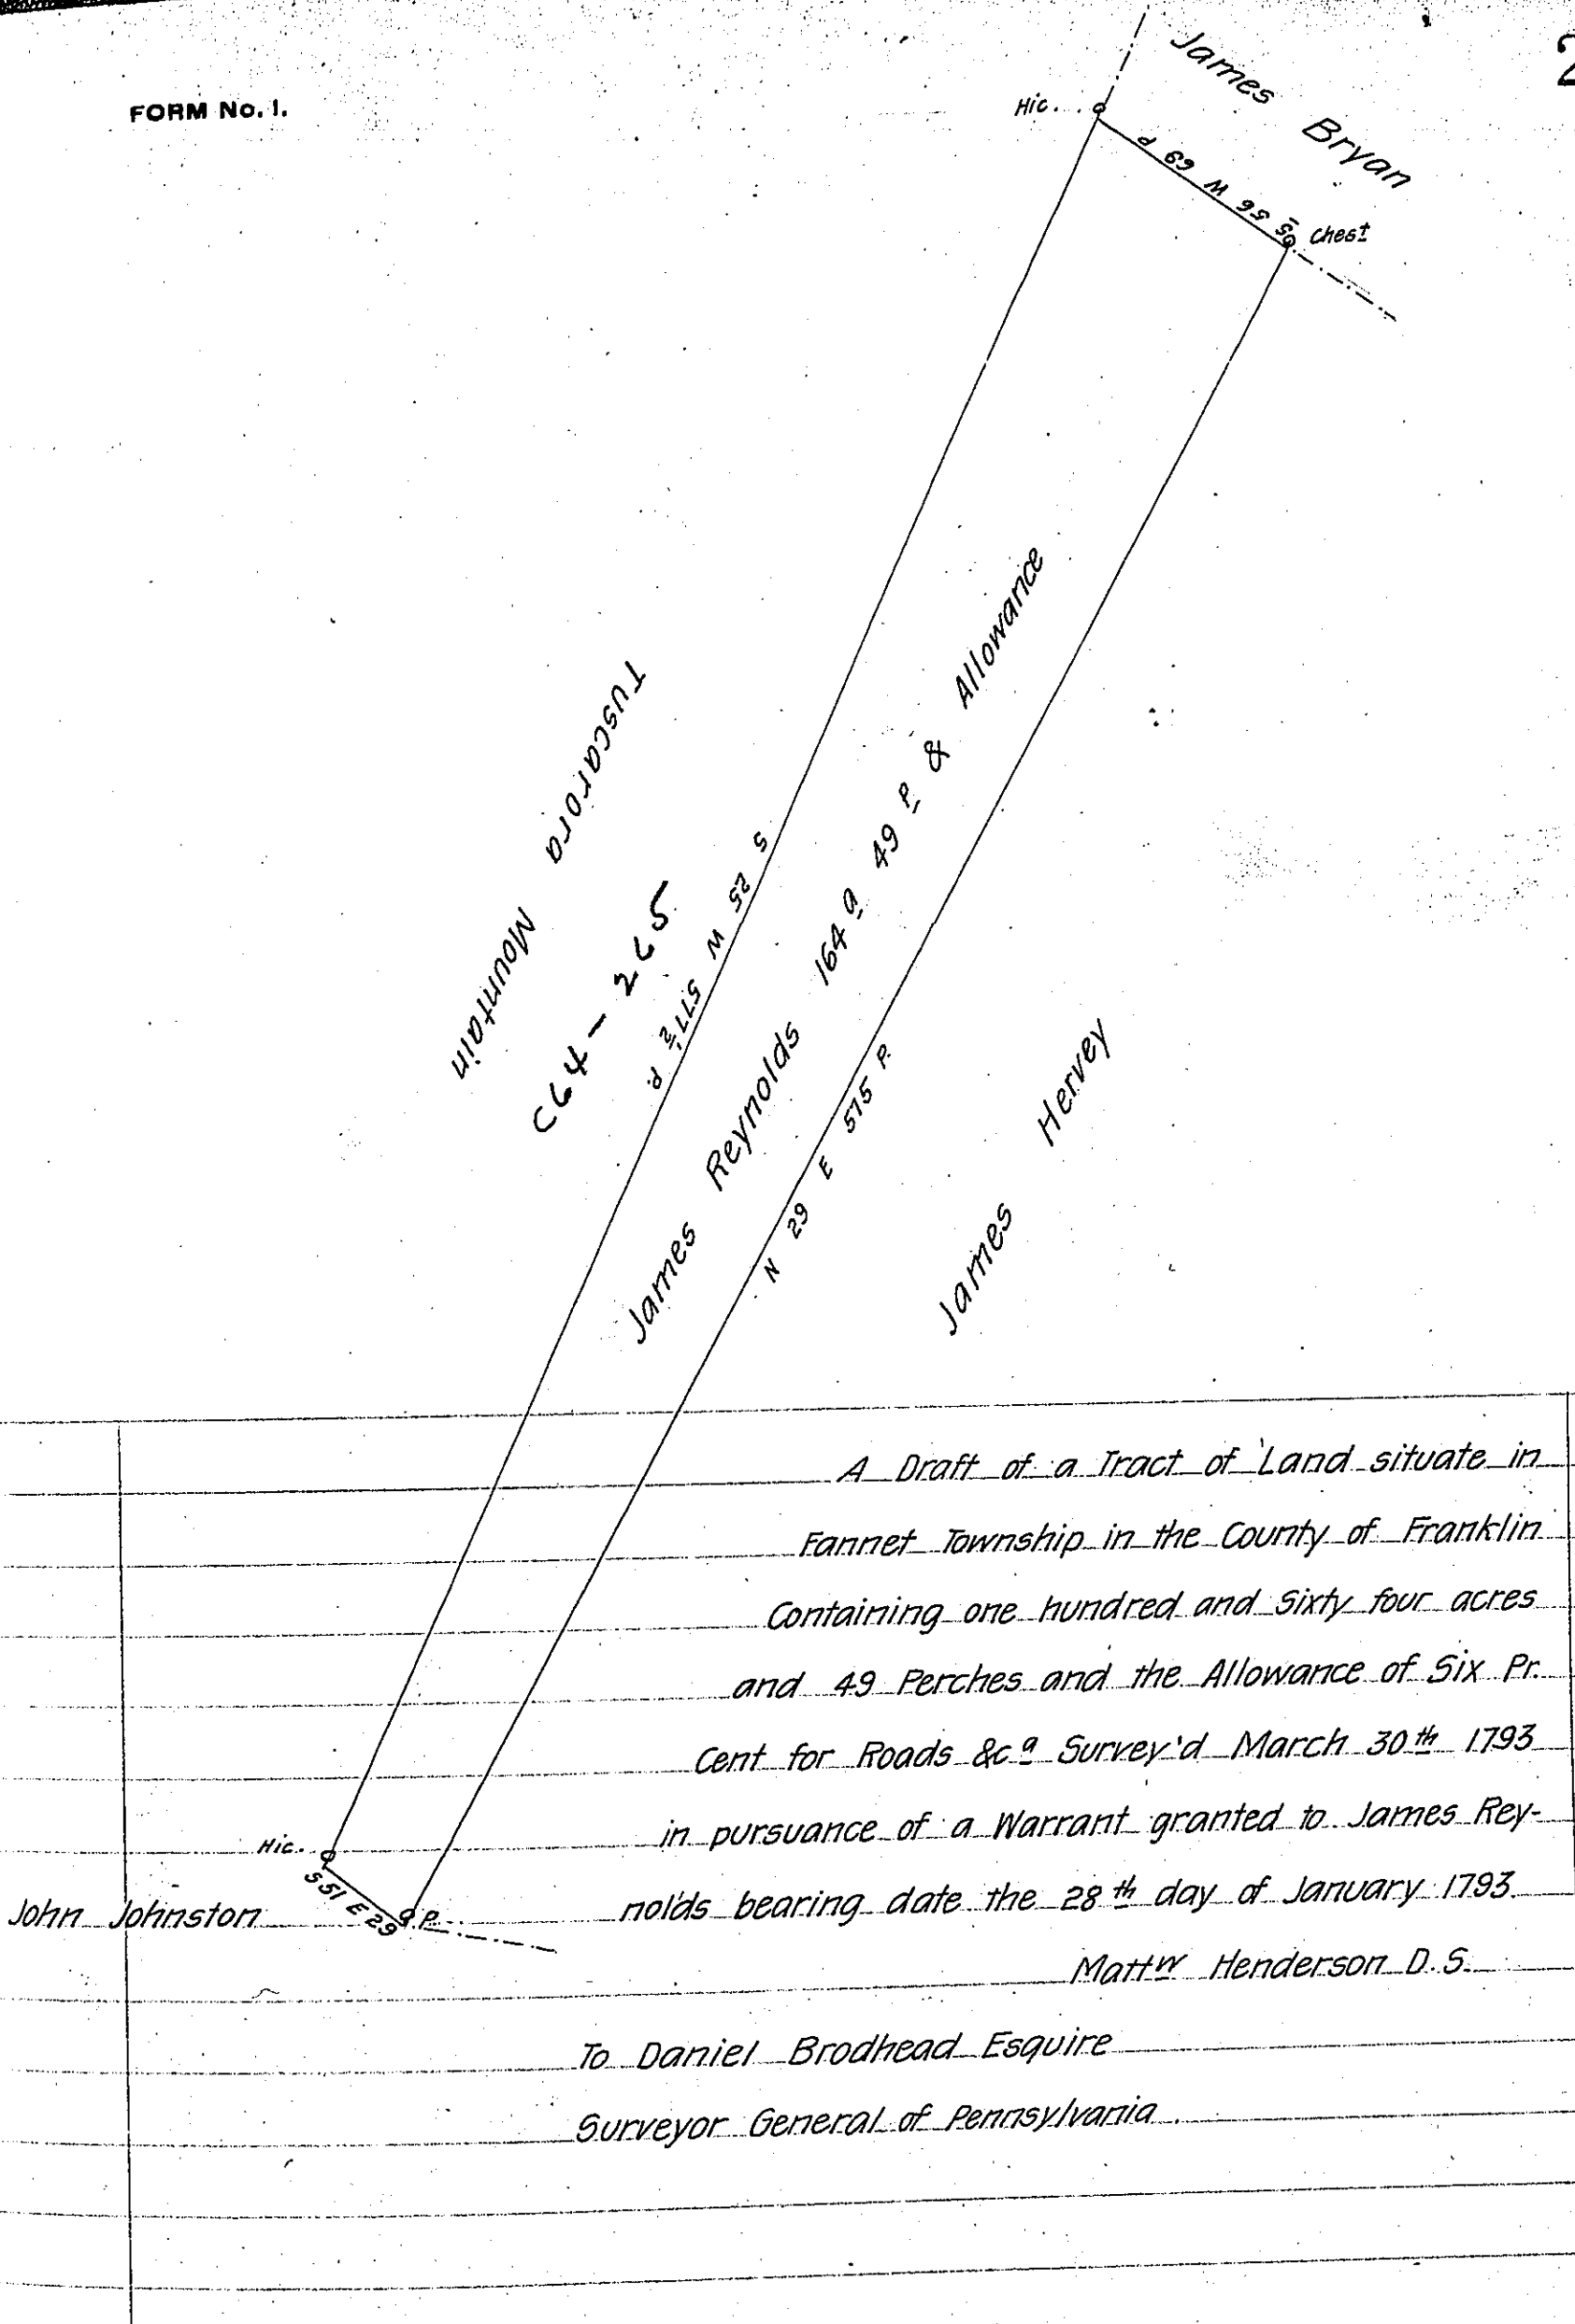 FORM No. 1.
James Bryan
Hic.
S 56 W 69 P
Chest
Tuscarora Mountain
C64-265
S 25 W 577½ P.
James Reynolds 164 a 49 P. & Allowance
N 29 E 575 P.
James Hervey
A Draft of a Tract of Land situate in
Fannet Township in the County of Franklin
Containing one hundred and Sixty four acres
and 49 Perches and the Allowance of Six Pr.
Cent for Roads &c a Survey'd March 30th 1793
in pursuance of a Warrant granted to James Rey-
nolds bearing date the 28th day of January 1793.
Hic.
S 51 E 29
P.
John Johnston
Mattw Henderson D.S.
To Daniel Brodhead Esquire
Surveyor General of Pennsylvania.